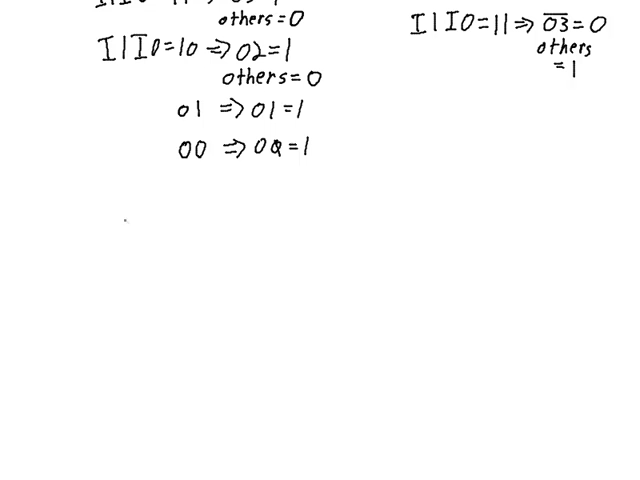 others=0
I1I0=10 ⇒ O2=1
others=0
01 ⇒ O1=1
00 ⇒ O0=1
I1I0=11 ⇒ O̅3̅=0
others
=1